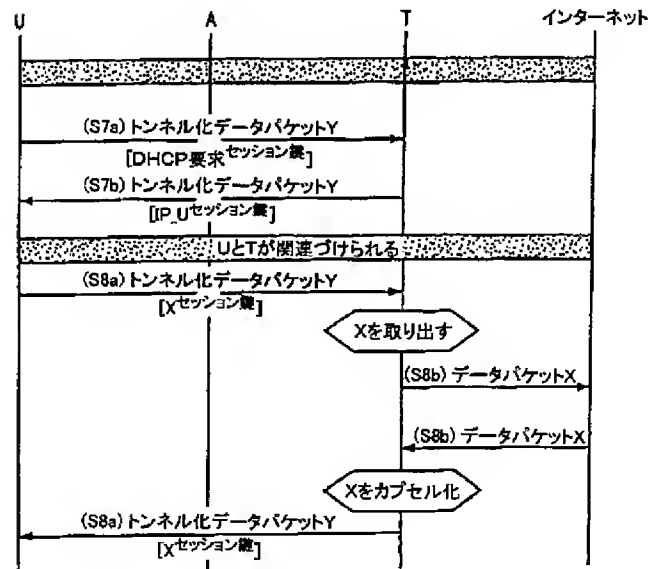 U A T インターネット
(S7a) トンネル化データパケットY
[DHCP要求セッション鍵]
(S7b) トンネル化データパケットY
[IP_Uセッション鍵]
UとTが関連づけられる
(S8a) トンネル化データパケットY
[Xセッション鍵]
Xを取り出す
(S8b) データパケットX
(S8b) データパケットX
Xをカプセル化
(S8a) トンネル化データパケットY
[Xセッション鍵]